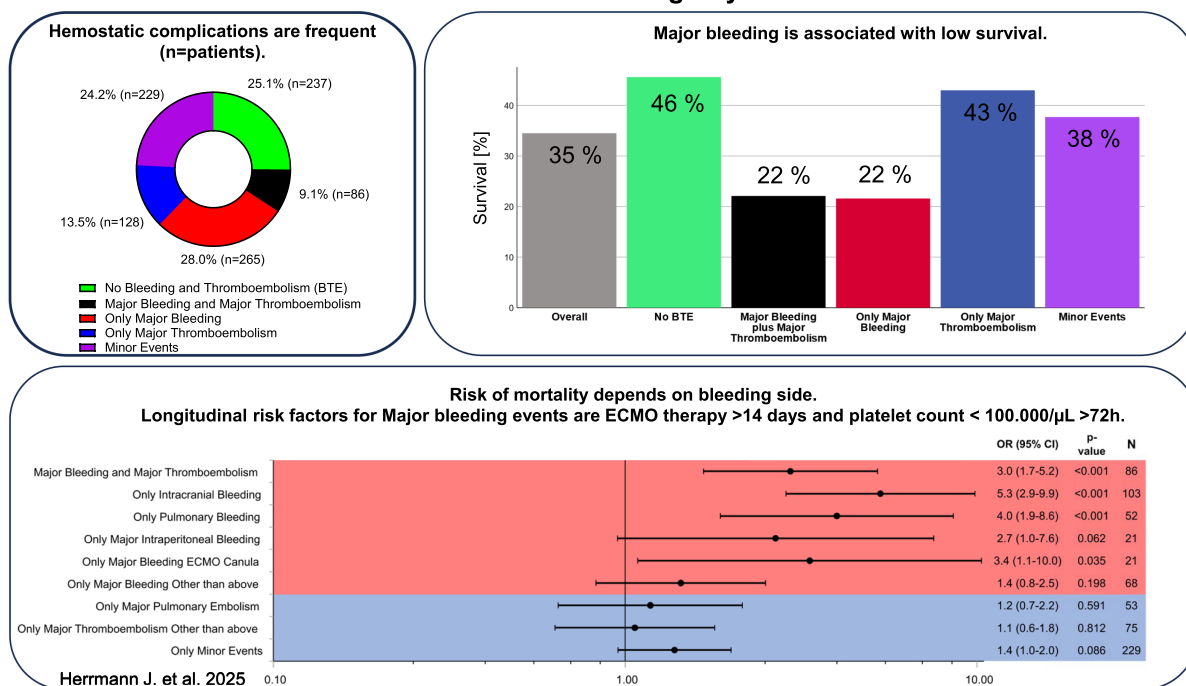 Hemostatic complications are frequent
(n=patients).
24.2% (n=229)
25.1% (n=237)
9.1% (n=86)
13.5% (n=128)
28.0% (n=265)
No Bleeding and Thromboembolism (BTE)
Major Bleeding and Major Thromboembolism
Only Major Bleeding
Only Major Thromboembolism
Minor Events
Major bleeding is associated with low survival.
Survival [%]
40
30
20
10
0
35 %
46 %
22 %
22 %
43 %
38 %
Overall
No BTE
Major Bleeding
plus Major
Thromboembolism
Only Major
Bleeding
Only Major
Thromboembolism
Minor Events
Risk of mortality depends on bleeding side.
Longitudinal risk factors for Major bleeding events are ECMO therapy >14 days and platelet count < 100.000/µL >72h.
OR (95% CI) p-value N
Major Bleeding and Major Thromboembolism 3.0 (1.7-5.2) <0.001 86
Only Intracranial Bleeding 5.3 (2.9-9.9) <0.001 103
Only Pulmonary Bleeding 4.0 (1.9-8.6) <0.001 52
Only Major Intraperitoneal Bleeding 2.7 (1.0-7.6) 0.062 21
Only Major Bleeding ECMO Canula 3.4 (1.1-10.0) 0.035 21
Only Major Bleeding Other than above 1.4 (0.8-2.5) 0.198 68
Only Major Pulmonary Embolism 1.2 (0.7-2.2) 0.591 53
Only Major Thromboembolism Other than above 1.1 (0.6-1.8) 0.812 75
Only Minor Events 1.4 (1.0-2.0) 0.086 229
0.10 1.00 10.00
Herrmann J. et al. 2025